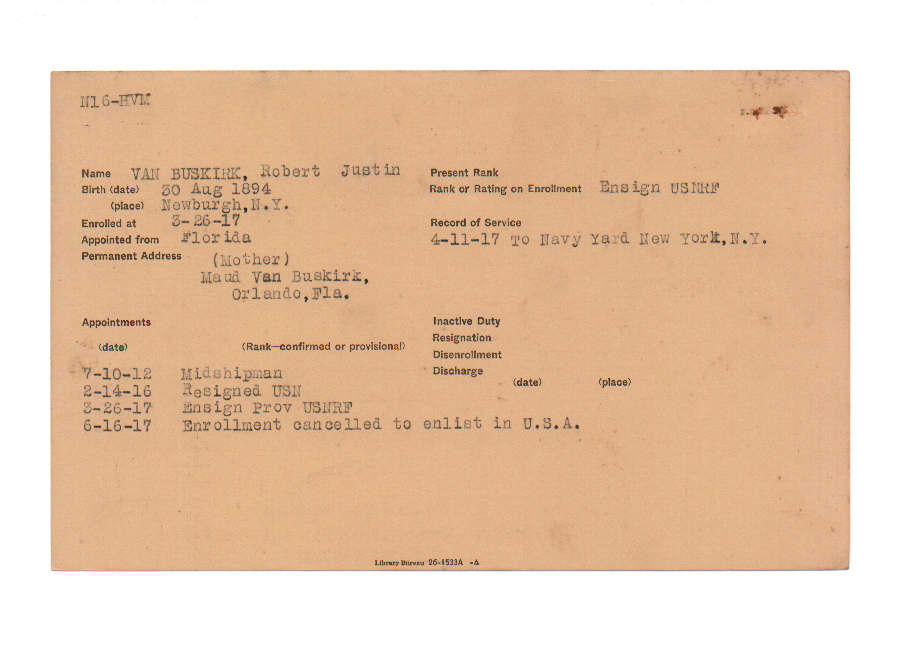 N16-HVM
Name VAN BUSKIRK, Robert Justin
Birth (date) 30 Aug 1894
(place) Newburgh,N.Y.
Enrolled at 3-26-17
Appointed from Florida
Permanent Address (Mother)
Maud Van Buskirk,
Orlando,Fla.
Present Rank
Rank or Rating on Enrollment Ensign USNRF
Record of Service
4-11-17 To Navy Yard New York,N.Y.
Appointments
(date) (Rank—confirmed or provisional)
7-10-12 Midshipman
2-14-16 Resigned USN
3-26-17 Ensign Prov USNRF
6-16-17 Enrollment cancelled to enlist in U.S.A.
Inactive Duty
Resignation
Disenrollment
Discharge
(date) (place)
Library Bureau 26-1533A -A